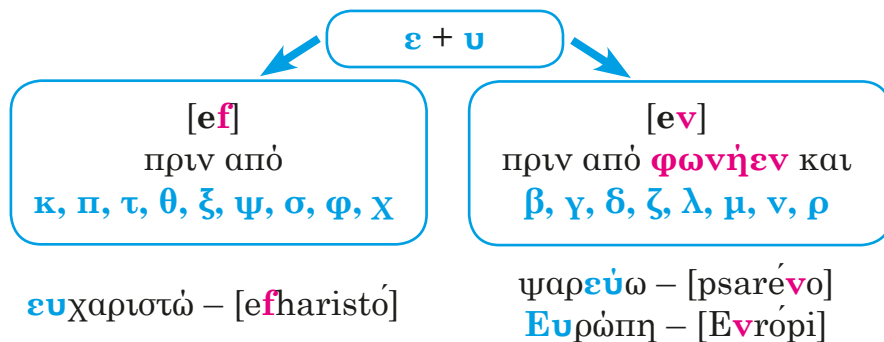 ε + υ
[ef]
πριν από
κ, π, τ, θ, ξ, ψ, σ, φ, χ
[ev]
πριν από φωνήεν και
β, γ, δ, ζ, λ, μ, ν, ρ
ευχαριστώ – [efharistó]
ψαρεύω – [psarévo]
Ευρώπη – [Evrópi]